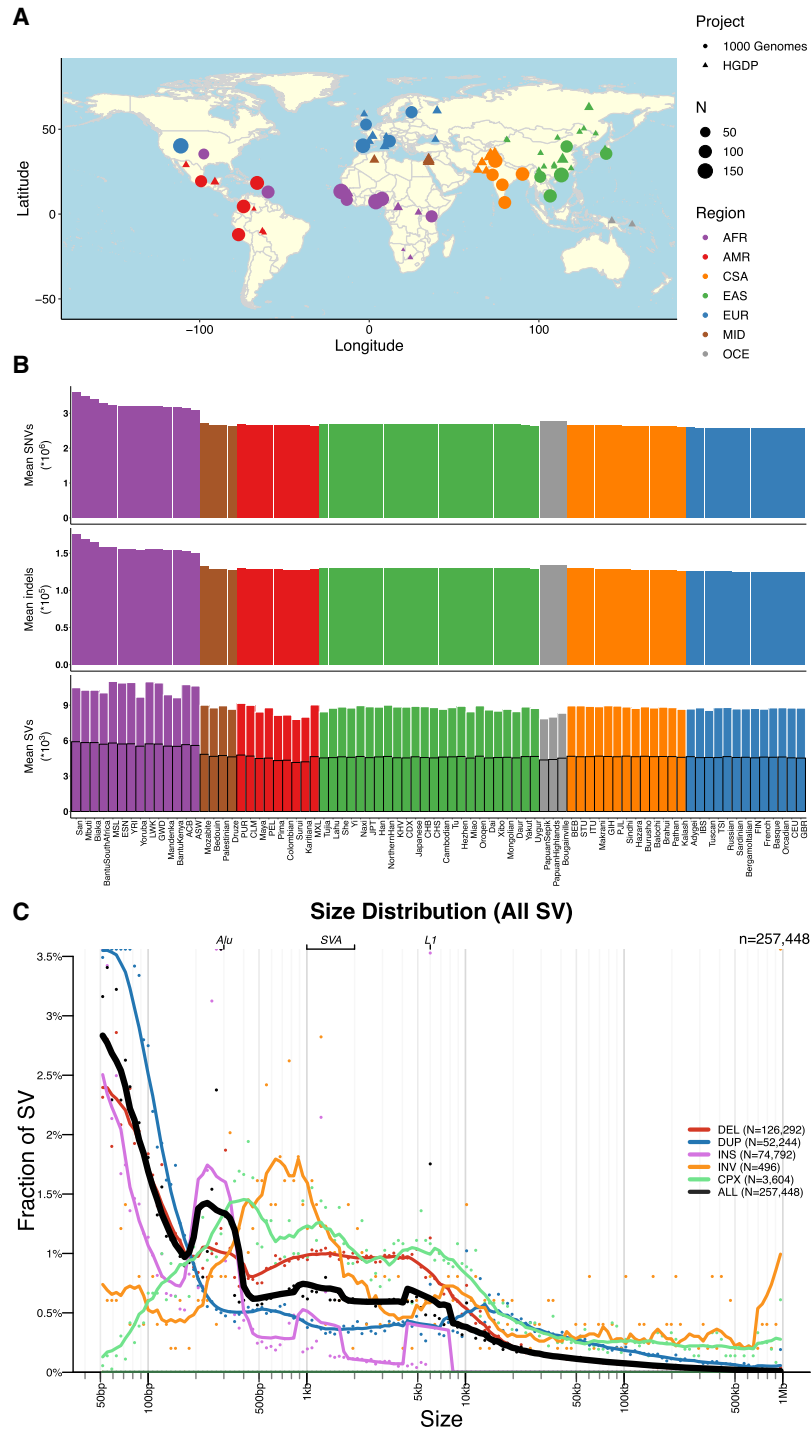 A
Project
1000 Genomes
HGDP
N
50
100
150
Region
AFR
AMR
CSA
EAS
EUR
MID
OCE
Latitude
50
0
−50
−100
0
100
Longitude
B
Mean SNVs
(*10⁶)
3
2
1
0
Mean indels
(*10⁵)
1.5
1.0
0.5
0.0
Mean SVs
(*10³)
9
6
3
0
San
Mbuti
Biaka
BantuSouthAfrica
MSL
ESN
YRI
Yoruba
LWK
GWD
Mandenka
BantuKenya
ACB
ASW
Mozabite
Bedouin
Palestinian
Druze
PUR
CLM
Maya
PEL
Pima
Colombian
Surui
Karitiana
MXL
Tujia
Lahu
She
Yi
Naxi
JPT
Han
NorthernHan
KHV
CDX
Japanese
CHB
CHS
Cambodian
Tu
Hezhen
Miao
Oroqen
Dai
Xibo
Mongolian
Daur
Yakut
Uygur
PapuanSepik
PapuanHighlands
Bougainville
BEB
STU
ITU
Makrani
GIH
PJL
Sindhi
Hazara
Burusho
Balochi
Brahui
Pathan
Kalash
Adygei
IBS
Tuscan
TSI
Russian
Sardinian
BergamoItalian
FIN
French
Basque
Orcadian
CEU
GBR
C
Size Distribution (All SV)
Alu
SVA
L1
n=257,448
Fraction of SV
3.5%
3%
2.5%
2%
1.5%
1%
0.5%
0%
DEL (N=126,292)
DUP (N=52,244)
INS (N=74,792)
INV (N=496)
CPX (N=3,604)
ALL (N=257,448)
50bp
100bp
500bp
1kb
5kb
10kb
50kb
100kb
500kb
1Mb
Size